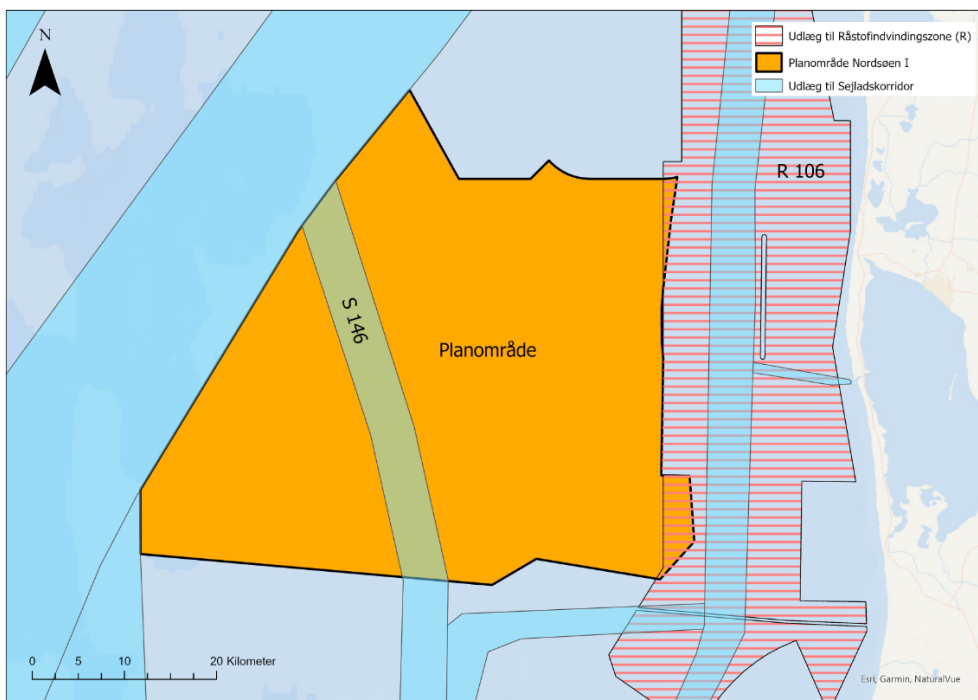 N
Udlæg til Råstofindvindingszone (R)
Planområde Nordsøen I
Udlæg til Sejladskorridor
R 106
S 146
Planområde
0 5 10 20 Kilometer
Esri, Garmin, NaturalVue